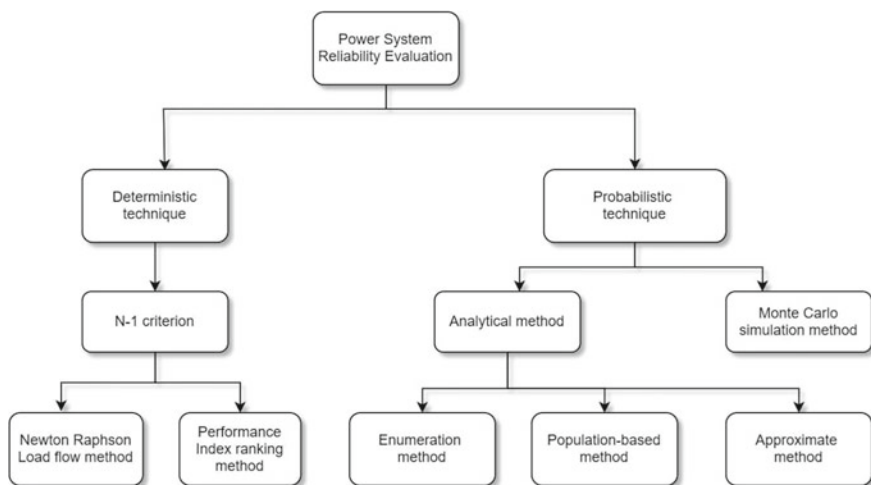 Power System
Reliability Evaluation
Deterministic
technique
Probabilistic
technique
N-1 criterion
Analytical method
Monte Carlo
simulation method
Newton Raphson
Load flow method
Performance
Index ranking
method
Enumeration
method
Population-based
method
Approximate
method